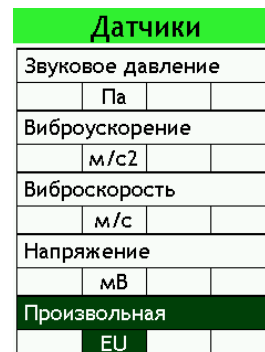 Датчики
Звуковое давление
Па
Виброускорение
м/с2
Виброскорость
м/с
Напряжение
мВ
Произвольная
EU